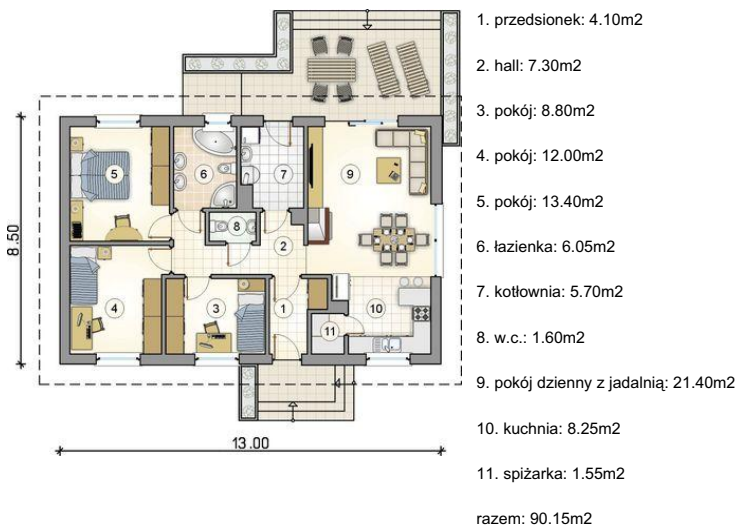 1. przedsionek: 4.10m2
2. hall: 7.30m2
3. pokój: 8.80m2
4. pokój: 12.00m2
5. pokój: 13.40m2
6. łazienka: 6.05m2
7. kotłownia: 5.70m2
8. w.c.: 1.60m2
9. pokój dzienny z jadalnią: 21.40m2
10. kuchnia: 8.25m2
11. spiżarka: 1.55m2
razem: 90.15m2
5
6
7
9
8
2
4
3
1
10
11
8.50
13.00